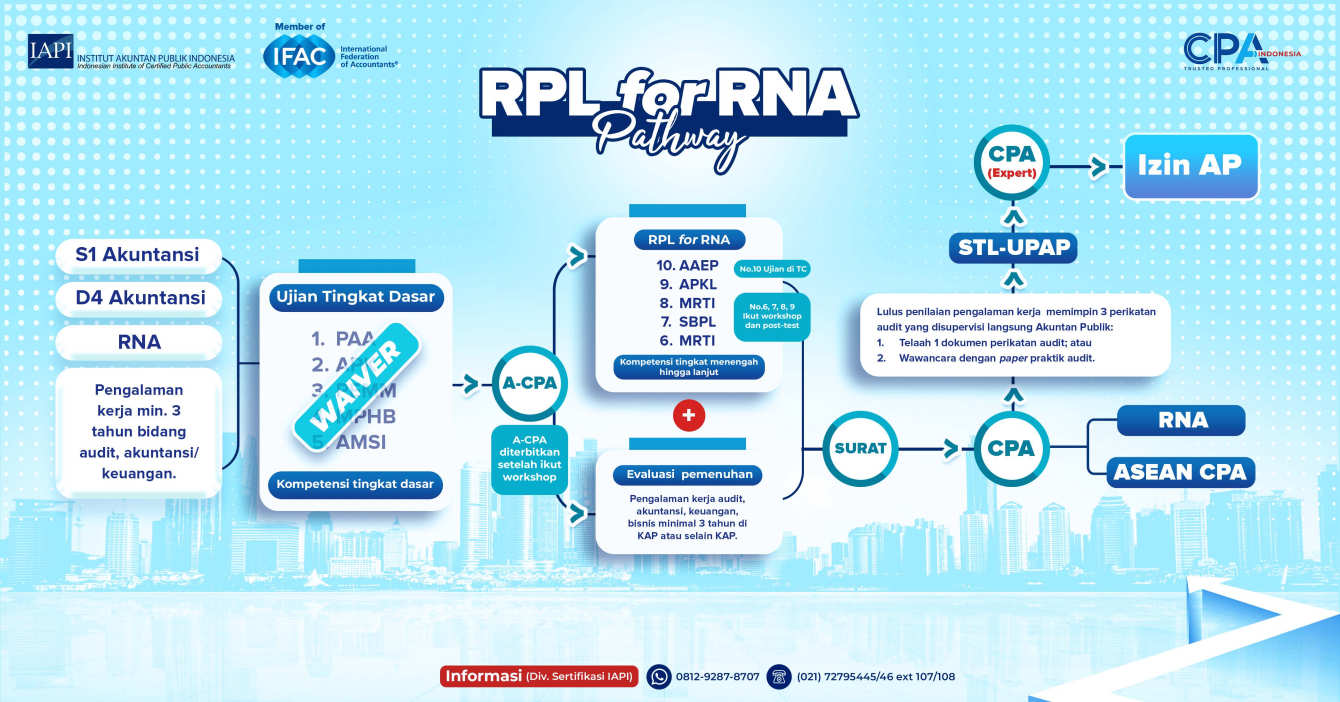 IAPI
INSTITUT AKUNTAN PUBLIK INDONESIA
Indonesian Institute of Certified Public Accountants
Member of
IFAC
International
Federation
of Accountants®
CPA
INDONESIA
TRUSTED PROFESSIONAL
RPL for RNA
Pathway
S1 Akuntansi
D4 Akuntansi
RNA
Pengalaman
kerja min. 3
tahun bidang
audit, akuntansi/
keuangan.
Ujian Tingkat Dasar
1. PAA
2.
3.
MPHB
5. AMSI
WAIVER
Kompetensi tingkat dasar
A-CPA
A-CPA
diterbitkan
setelah ikut
workshop
RPL for RNA
10. AAEP
9. APKL
8. MRTI
7. SBPL
6. MRTI
No.10 Ujian di TC
No.6, 7, 8, 9
Ikut workshop
dan post-test
Kompetensi tingkat menengah
hingga lanjut
+
Evaluasi pemenuhan
Pengalaman kerja audit,
akuntansi, keuangan,
bisnis minimal 3 tahun di
KAP atau selain KAP.
SURAT
CPA
RNA
ASEAN CPA
Lulus penilaian pengalaman kerja memimpin 3 perikatan
audit yang disupervisi langsung Akuntan Publik:
1. Telaah 1 dokumen perikatan audit; atau
2. Wawancara dengan paper praktik audit.
STL-UPAP
CPA
(Expert)
Izin AP
Informasi (Div. Sertifikasi IAPI)
0812-9287-8707
(021) 72795445/46 ext 107/108